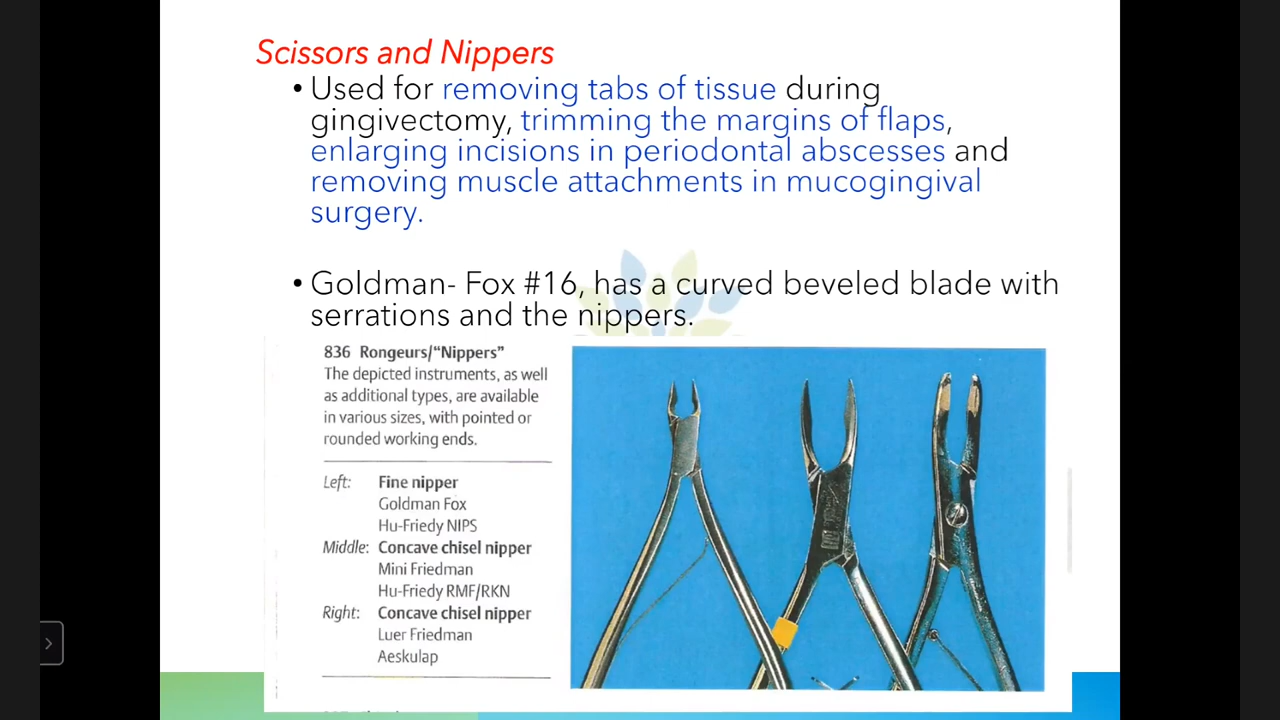 Scissors and Nippers
• Used for removing tabs of tissue during
gingivectomy, trimming the margins of flaps,
enlarging incisions in periodontal abscesses and
removing muscle attachments in mucogingival
surgery.
• Goldman- Fox #16, has a curved beveled blade with
serrations and the nippers.
836 Rongeurs/“Nippers”
The depicted instruments, as well
as additional types, are available
in various sizes, with pointed or
rounded working ends.
Left: Fine nipper
Goldman Fox
Hu-Friedy NIPS
Middle: Concave chisel nipper
Mini Friedman
Hu-Friedy RMF/RKN
Right: Concave chisel nipper
Luer Friedman
Aeskulap